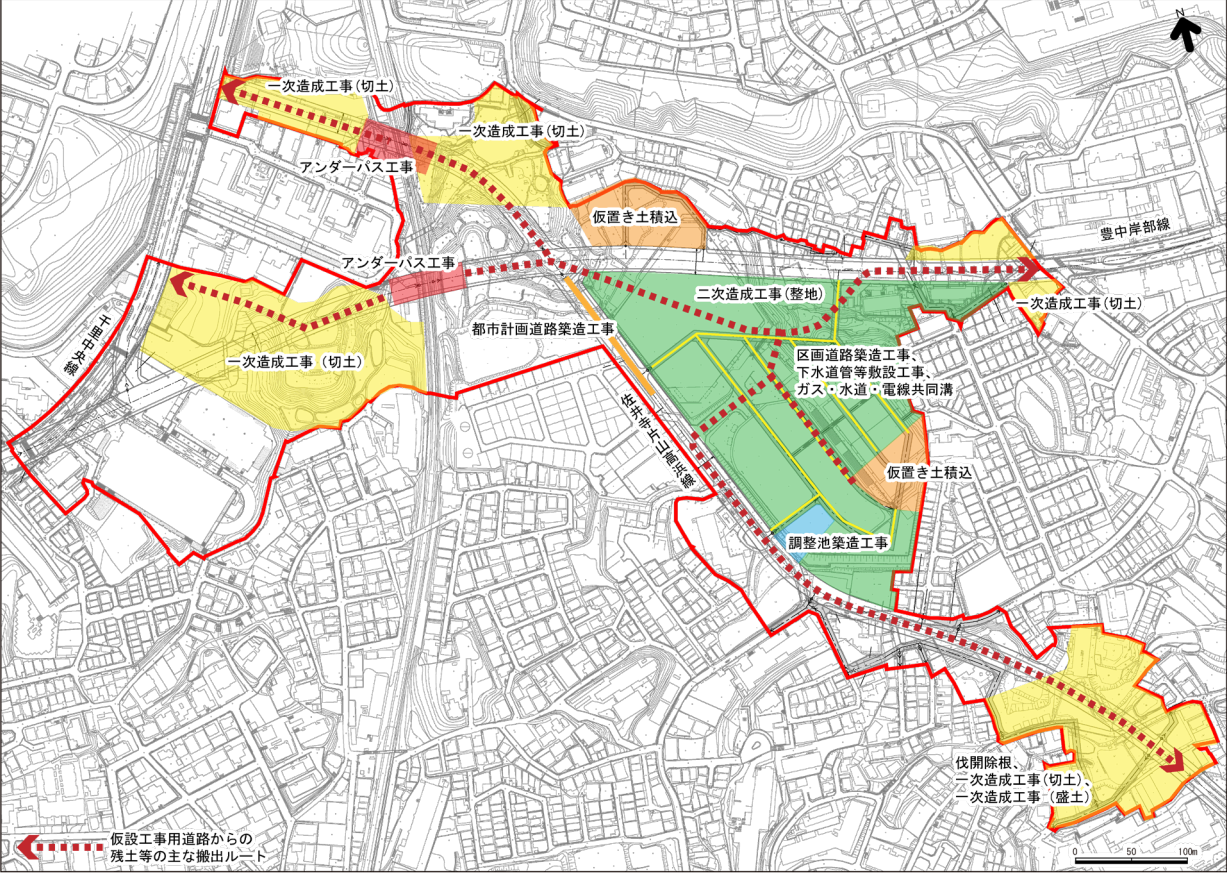 N
一次造成工事(切土)
一次造成工事(切土)
アンダーパス工事
仮置き土積込
豊中岸部線
アンダーパス工事
二次造成工事(整地)
一次造成工事(切土)
都市計画道路築造工事
千里中央線
一次造成工事(切土)
区画道路築造工事、
下水道管等敷設工事、
ガス・水道・電線共同溝
佐井寺片山高浜線
仮置き土積込
調整池築造工事
伐開除根、
一次造成工事(切土)、
一次造成工事(盛土)
仮設工事用道路からの
残土等の主な搬出ルート
0 50 100m